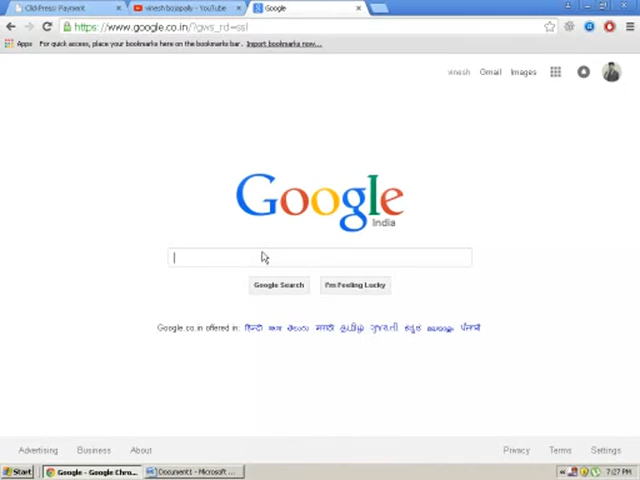 ClickPress: Payment
vinesh bojapally - YouTube
Google
https://www.google.co.in/?gws_rd=ssl
Apps For quick access, place your bookmarks here on the bookmarks bar. Import bookmarks now...
vinesh Gmail Images
Google
India
Google Search I'm Feeling Lucky
Google.co.in offered in: हिन्दी বাংলা తెలుగు मराठी தமிழ் ગુજરાતી ಕನ್ನಡ മലയാളം ਪੰਜਾਬੀ
Advertising Business About Privacy Terms Settings
Start Google - Google Chro... Document1 - Microsoft ... 7:27 PM